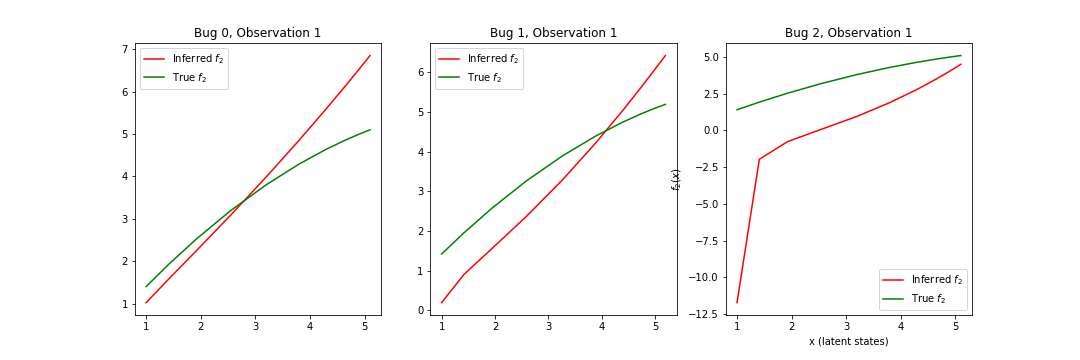 Bug 0, Observation 1
7
6
5
4
3
2
1
1 2 3 4 5
Inferred f₂
True f₂
Bug 1, Observation 1
6
5
4
3
2
1
0
1 2 3 4 5
Inferred f₂
True f₂
Bug 2, Observation 1
f₂(x)
5.0
2.5
0.0
−2.5
−5.0
−7.5
−10.0
−12.5
1 2 3 4 5
x (latent states)
Inferred f₂
True f₂